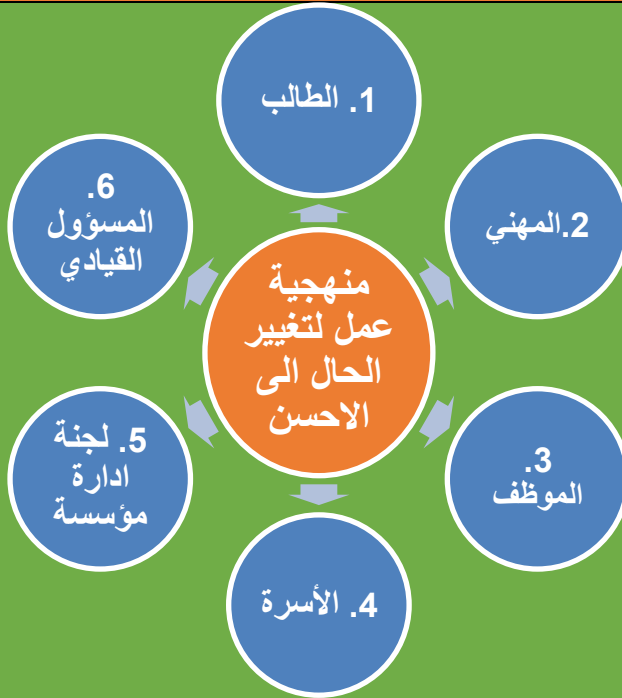 1. الطالب
2.المهني
3.
الموظف
4. الأسرة
5. لجنة
ادارة
مؤسسة
6.
المسؤول
القيادي
منهجية
عمل لتغيير
الحال الى
الاحسن